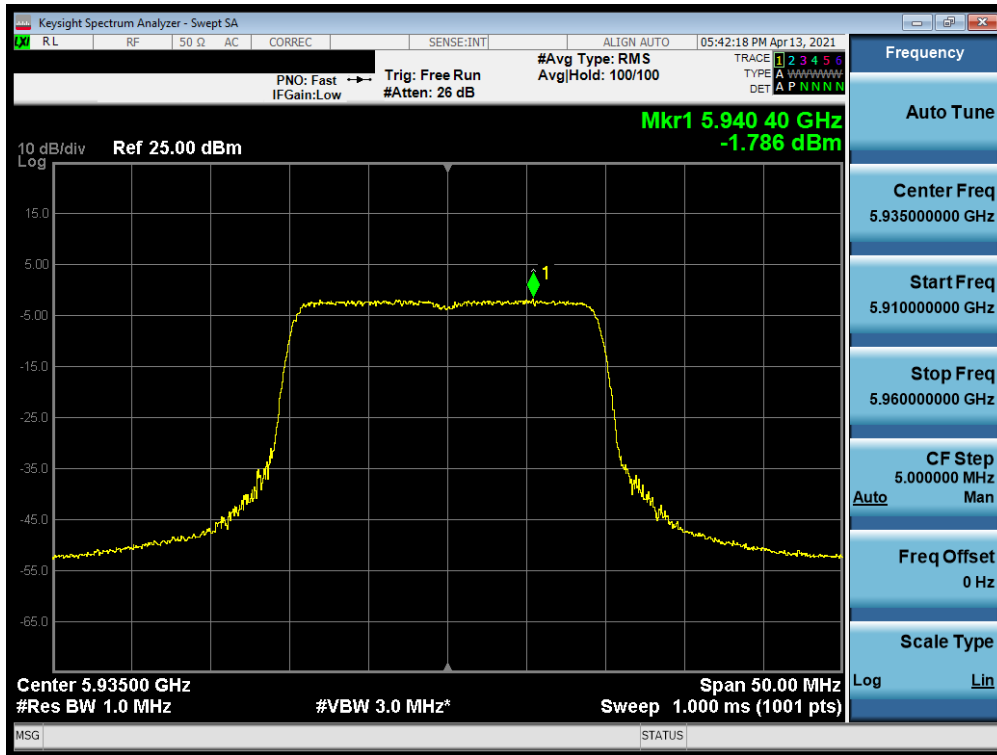 Keysight Spectrum Analyzer - Swept SA
LXI RL RF 50 Ω AC CORREC SENSE:INT ALIGN AUTO 05:42:18 PM Apr 13, 2021
PNO: Fast
IFGain:Low
Trig: Free Run
#Atten: 26 dB
#Avg Type: RMS
Avg|Hold: 100/100
TRACE 1 2 3 4 5 6
TYPE A WWWWW
DET A P N N N N
Mkr1 5.940 40 GHz
-1.786 dBm
10 dB/div Ref 25.00 dBm
Log
15.0
5.00
-5.00
-15.0
-25.0
-35.0
-45.0
-55.0
-65.0
1
Center 5.93500 GHz Span 50.00 MHz
#Res BW 1.0 MHz #VBW 3.0 MHz* Sweep 1.000 ms (1001 pts)
MSG STATUS
Frequency
Auto Tune
Center Freq
5.935000000 GHz
Start Freq
5.910000000 GHz
Stop Freq
5.960000000 GHz
CF Step
5.000000 MHz
Auto Man
Freq Offset
0 Hz
Scale Type
Log Lin